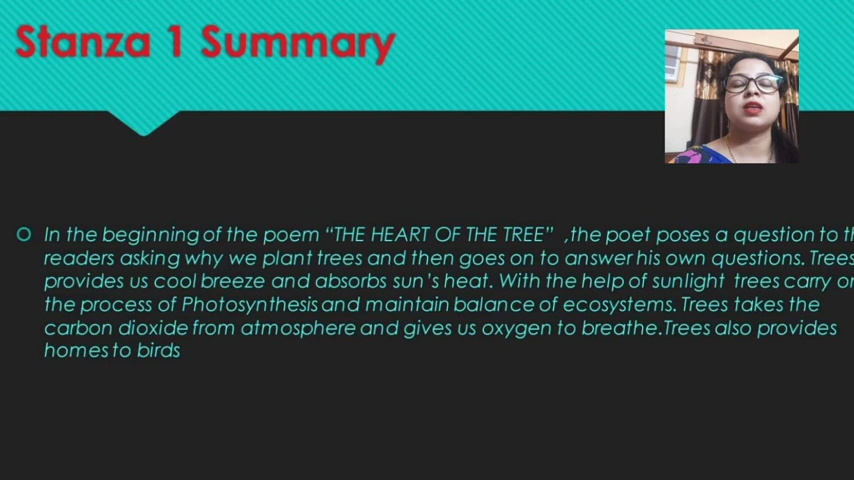 Stanza 1 Summary
In the beginning of the poem “THE HEART OF THE TREE” ,the poet poses a question to
readers asking why we plant trees and then goes on to answer his own questions. Trees
provides us cool breeze and absorbs sun’s heat. With the help of sunlight trees carry
the process of Photosynthesis and maintain balance of ecosystems. Trees takes the
carbon dioxide from atmosphere and gives us oxygen to breathe.Trees also provides
homes to birds